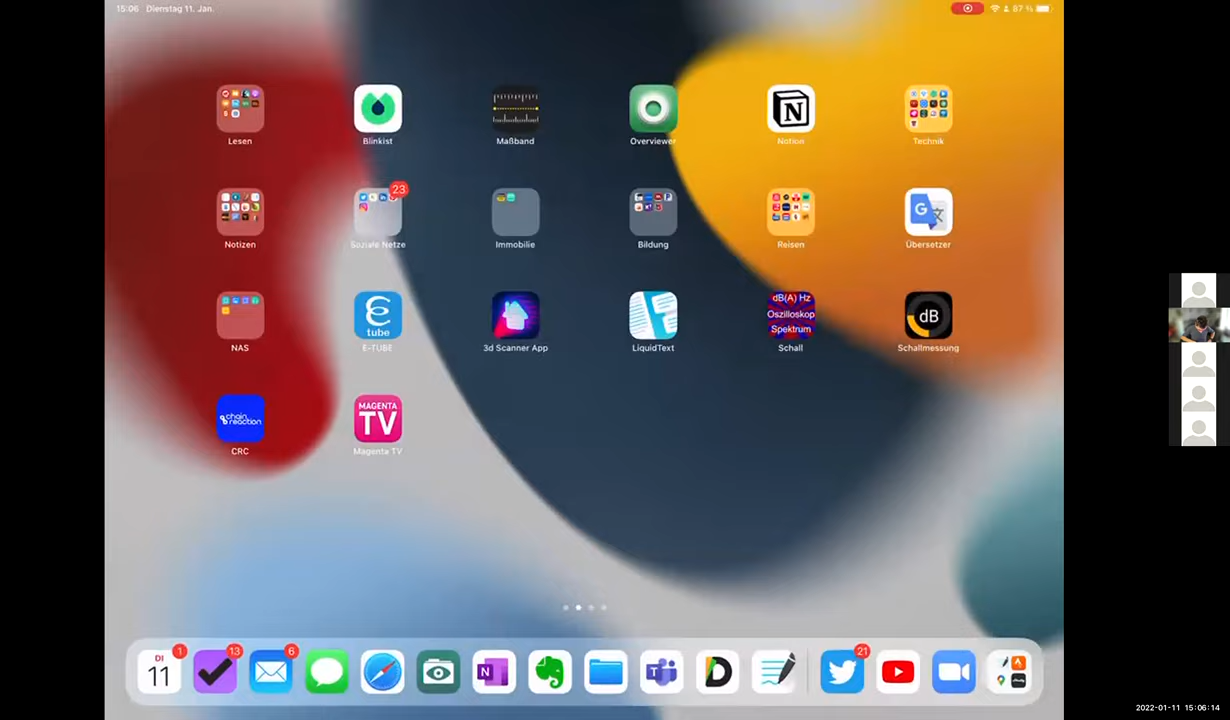 15:06 Dienstag 11. Jan.
87 %
Lesen
Blinkist
Maßband
Overviewer
Notion
Technik
23
Notizen
Soziale Netze
Immobilie
Bildung
Reisen
G
Übersetzer
E
tube
dB(A) Hz
Oszilloskop
Spektrum
dB
NAS
E-TUBE
3d Scanner App
LiquidText
Schall
Schallmessung
chain
reaction
MAGENTA
TV
CRC
Magenta TV
1
13
6
21
DI
11
N
T
2022-01-11 15:06:14